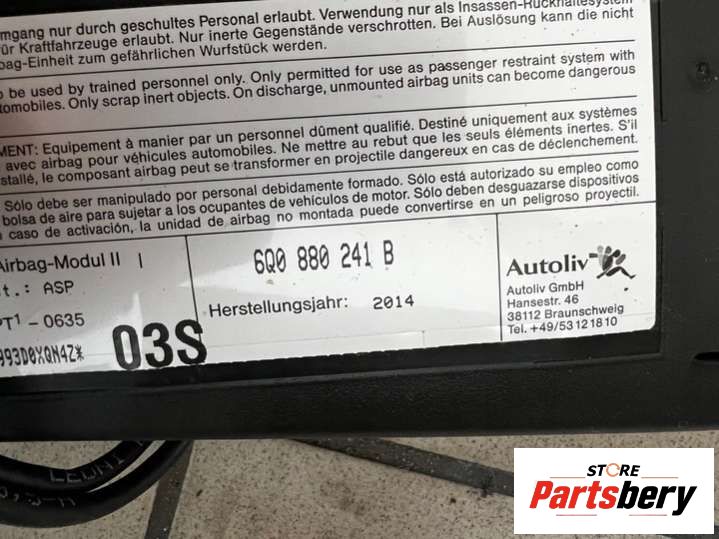 mgang nur durch geschultes Personal erlaubt. Verwendung nur als Insassen-Rückhaltesystem
für Kraftfahrzeuge erlaubt. Nur inerte Gegenstände verschrotten. Bei Auslösung kann die nicht
bag-Einheit zum gefährlichen Wurfstück werden.
o be used by trained personnel only. Only permitted for use as passenger restraint system with
tomobiles. Only scrap inert objects. On discharge, unmounted airbag units can become dangerous
MENT: Equipement à manier par un personnel dûment qualifié. Destiné uniquement aux systèmes
avec airbag pour véhicules automobiles. Ne mettre au rebut que les seuls éléments inertes. S'il
stallé, le composant airbag peut se transformer en projectile dangereux en cas de déclenchement.
Sólo debe ser manipulado por personal debidamente formado. Sólo está autorizado su empleo como
bolsa de aire para sujetar a los ocupantes de vehículos de motor. Sólo deben desguazarse dispositivos
n caso de activación, la unidad de airbag no montada puede convertirse en un peligroso proyectil.
Airbag-Modul II |
t.: ASP
PT1 - 0635
993D0XQN4Z*
03S
6Q0 880 241 B
Herstellungsjahr: 2014
Autoliv
Autoliv GmbH
Hansestr. 46
38112 Braunschweig
Tel. +49/53121810
LEONI
STORE
Partsbery